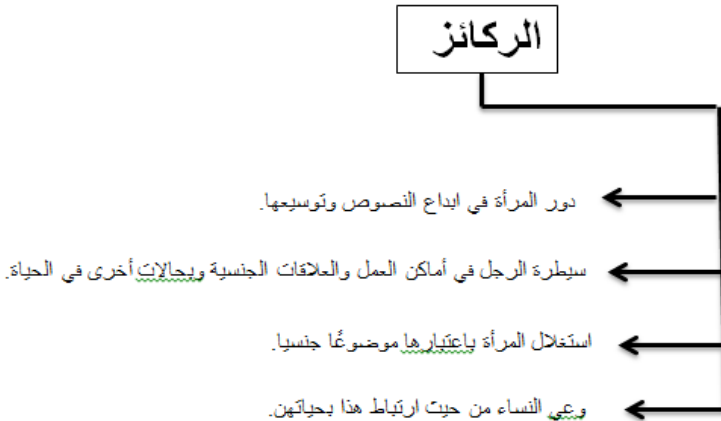 الركائز
دور المرأة في ابداع النصوص وتوسيعها.
سيطرة الرجل في أماكن العمل والعلاقات الجنسية وبحالات أخرى في الحياة.
استغلال المرأة باعتبارها موضوعًا جنسيا.
وعي النساء من حيث ارتباط هذا بحياتهن.